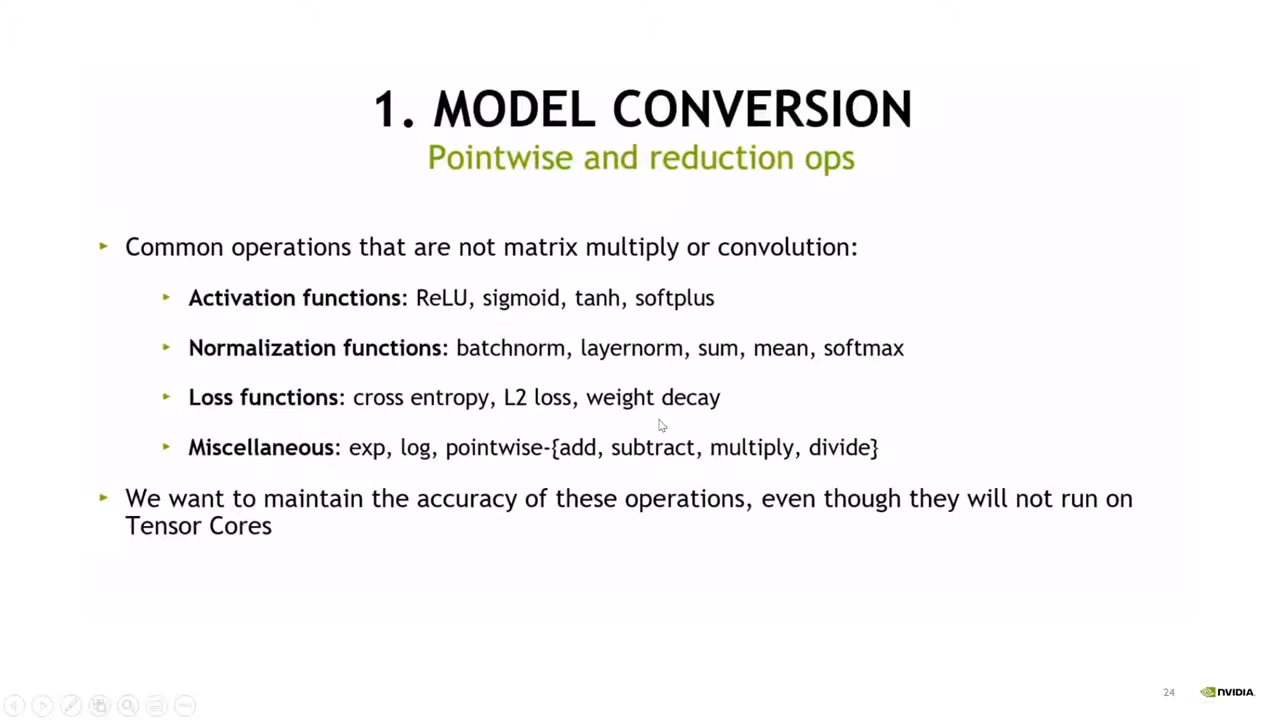 1. MODEL CONVERSION
Pointwise and reduction ops
Common operations that are not matrix multiply or convolution:
Activation functions: ReLU, sigmoid, tanh, softplus
Normalization functions: batchnorm, layernorm, sum, mean, softmax
Loss functions: cross entropy, L2 loss, weight decay
Miscellaneous: exp, log, pointwise-{add, subtract, multiply, divide}
We want to maintain the accuracy of these operations, even though they will not run on
Tensor Cores
24
NVIDIA.